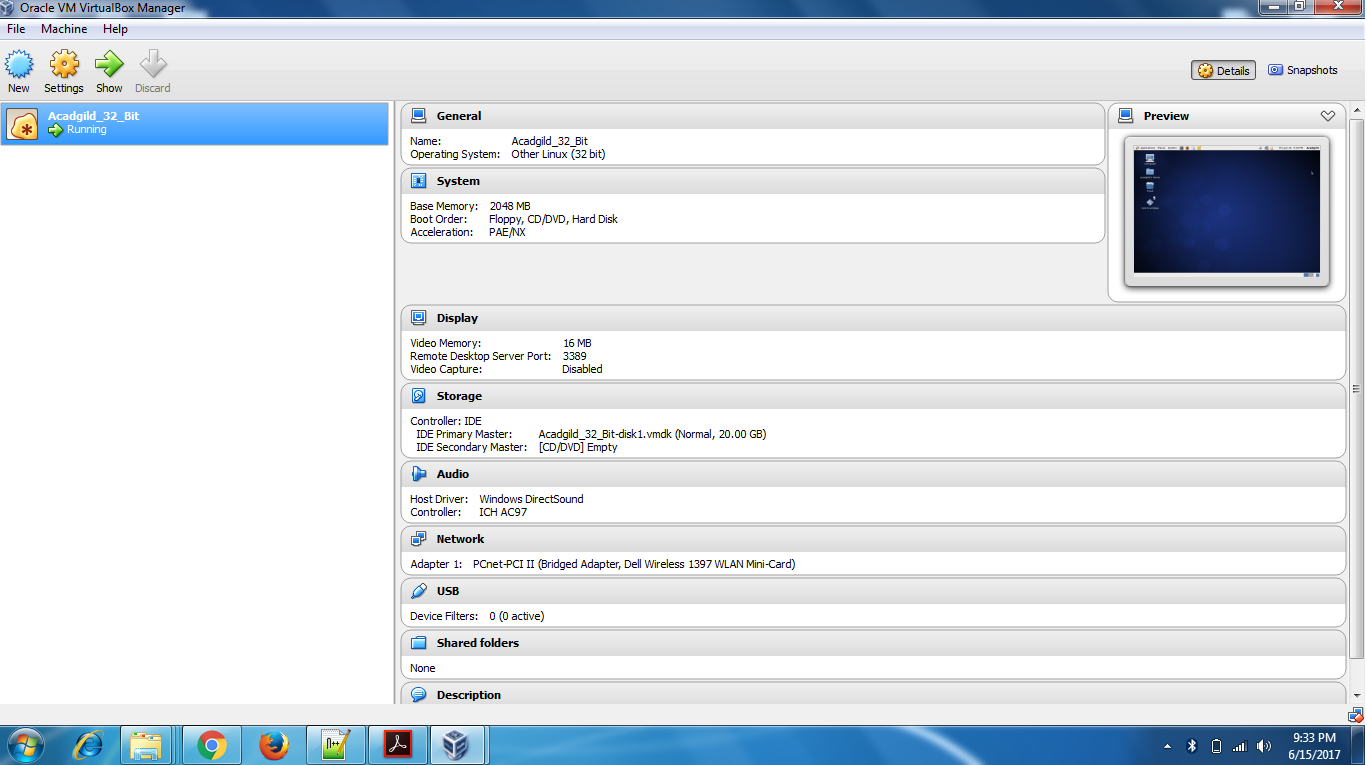 Oracle VM VirtualBox Manager
File Machine Help
New Settings Show Discard
Details Snapshots
Acadgild_32_Bit
Running
General
Name: Acadgild_32_Bit
Operating System: Other Linux (32 bit)
System
Base Memory: 2048 MB
Boot Order: Floppy, CD/DVD, Hard Disk
Acceleration: PAE/NX
Preview
Display
Video Memory: 16 MB
Remote Desktop Server Port: 3389
Video Capture: Disabled
Storage
Controller: IDE
IDE Primary Master: Acadgild_32_Bit-disk1.vmdk (Normal, 20.00 GB)
IDE Secondary Master: [CD/DVD] Empty
Audio
Host Driver: Windows DirectSound
Controller: ICH AC97
Network
Adapter 1: PCnet-PCI II (Bridged Adapter, Dell Wireless 1397 WLAN Mini-Card)
USB
Device Filters: 0 (0 active)
Shared folders
None
Description
9:33 PM
6/15/2017